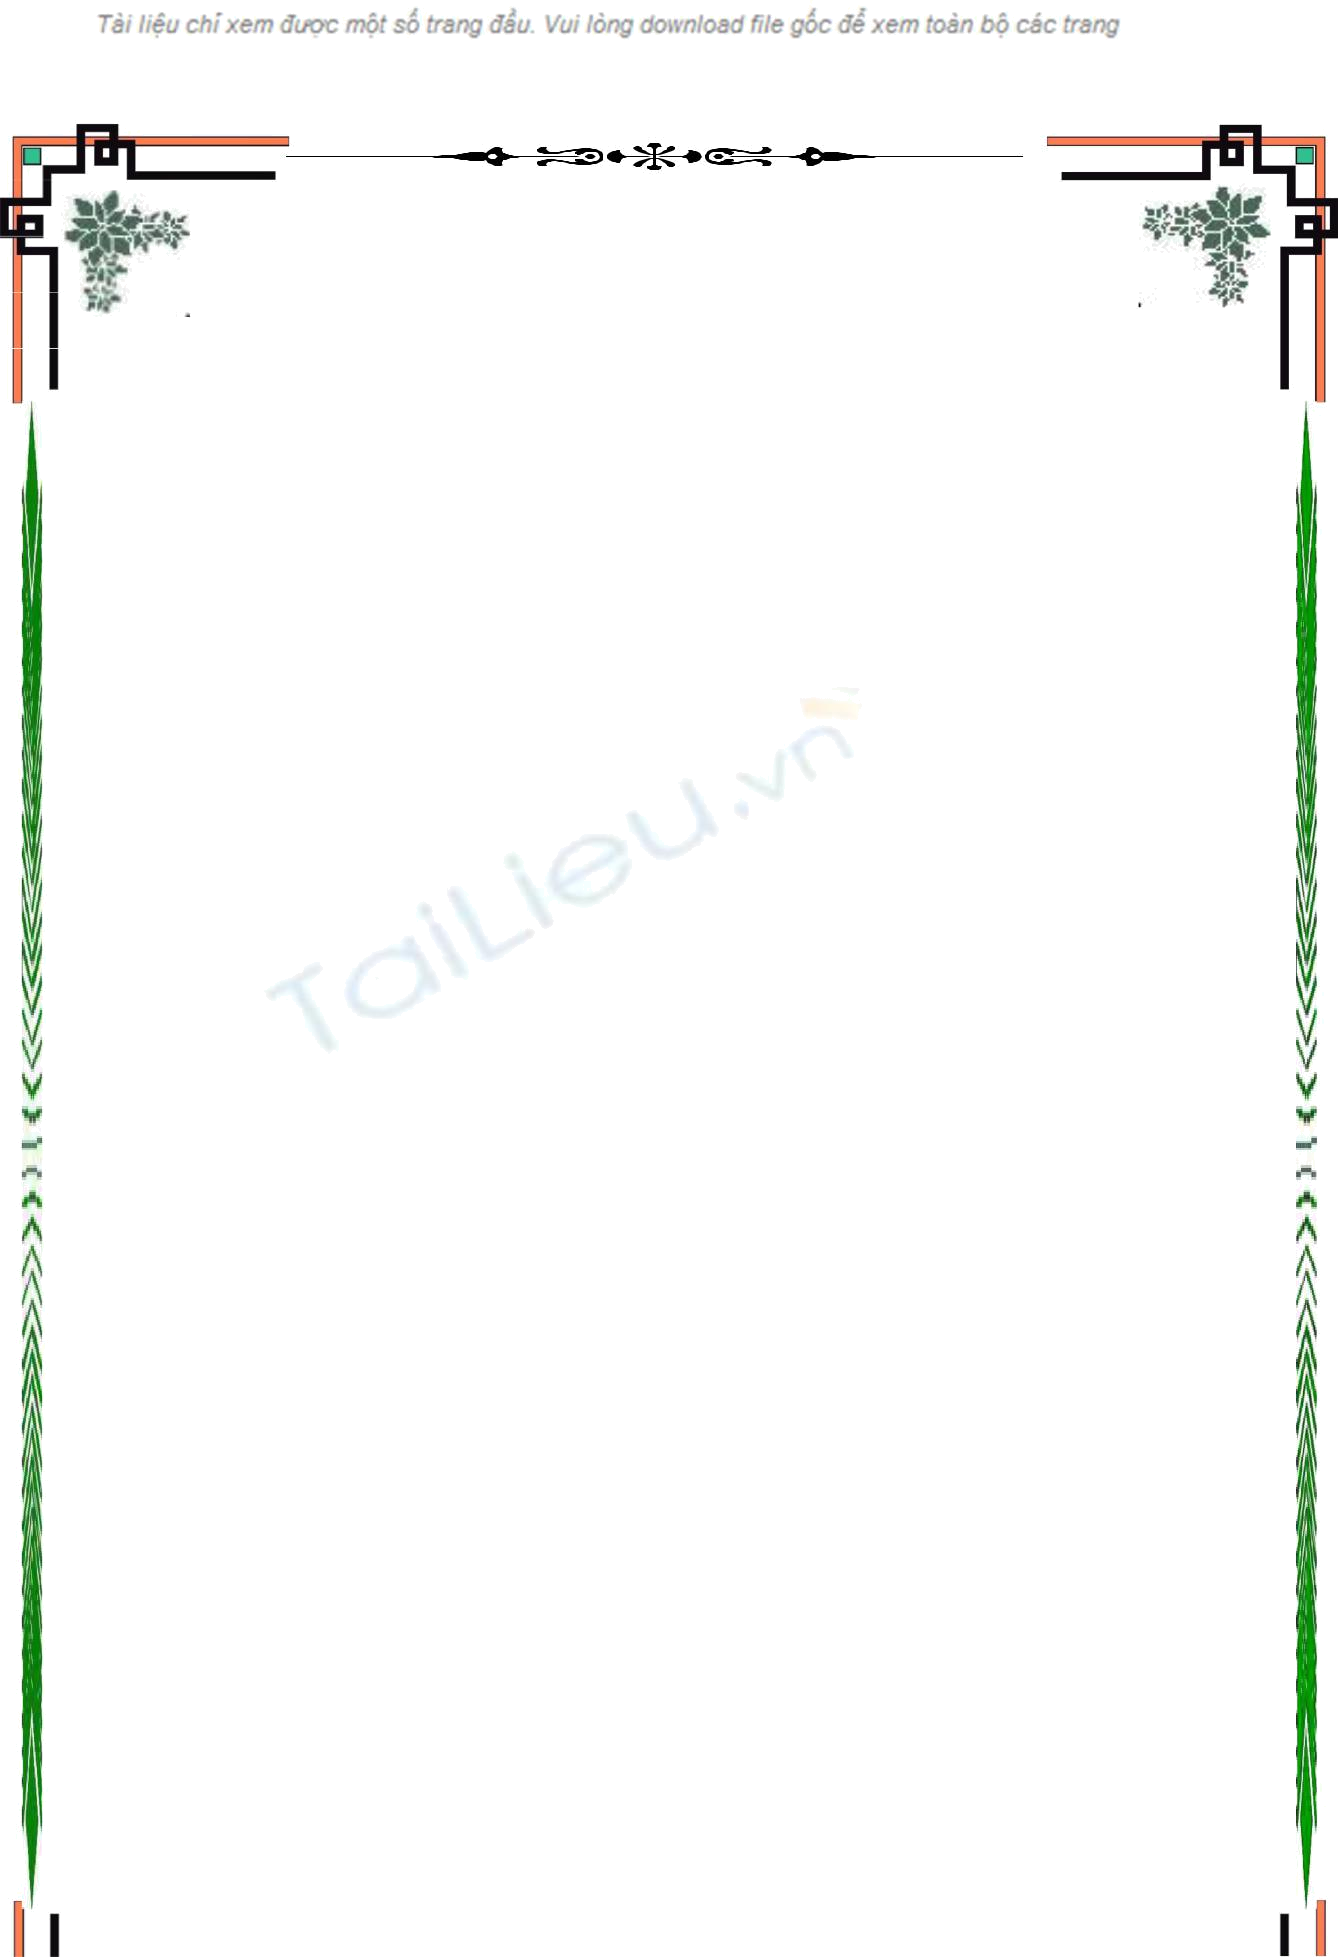 Tài liệu chỉ xem được một số trang đầu. Vui lòng download file gốc để xem toàn bộ các trang
TaiLieu.vn